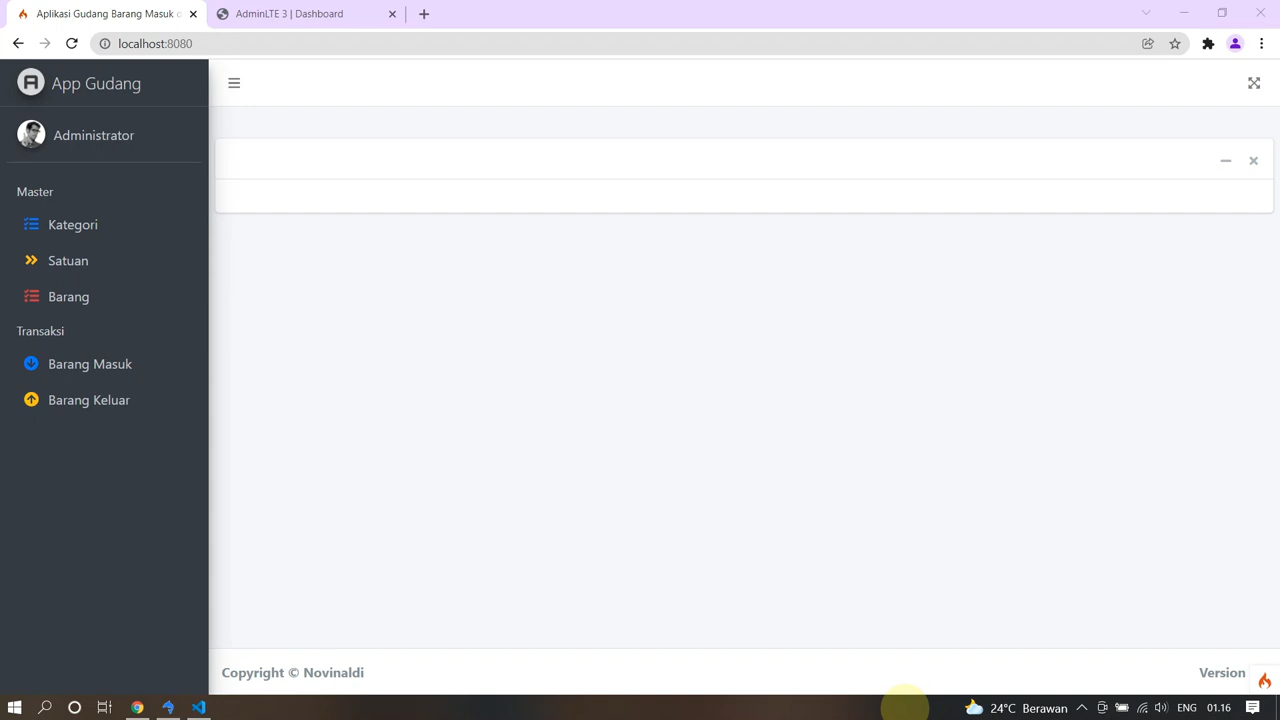 Aplikasi Gudang Barang Masuk d
AdminLTE 3 | Dashboard
localhost:8080
App Gudang
Administrator
Master
Kategori
Satuan
Barang
Transaksi
Barang Masuk
Barang Keluar
Copyright © Novinaldi
Version
24°C Berawan
ENG
01.16